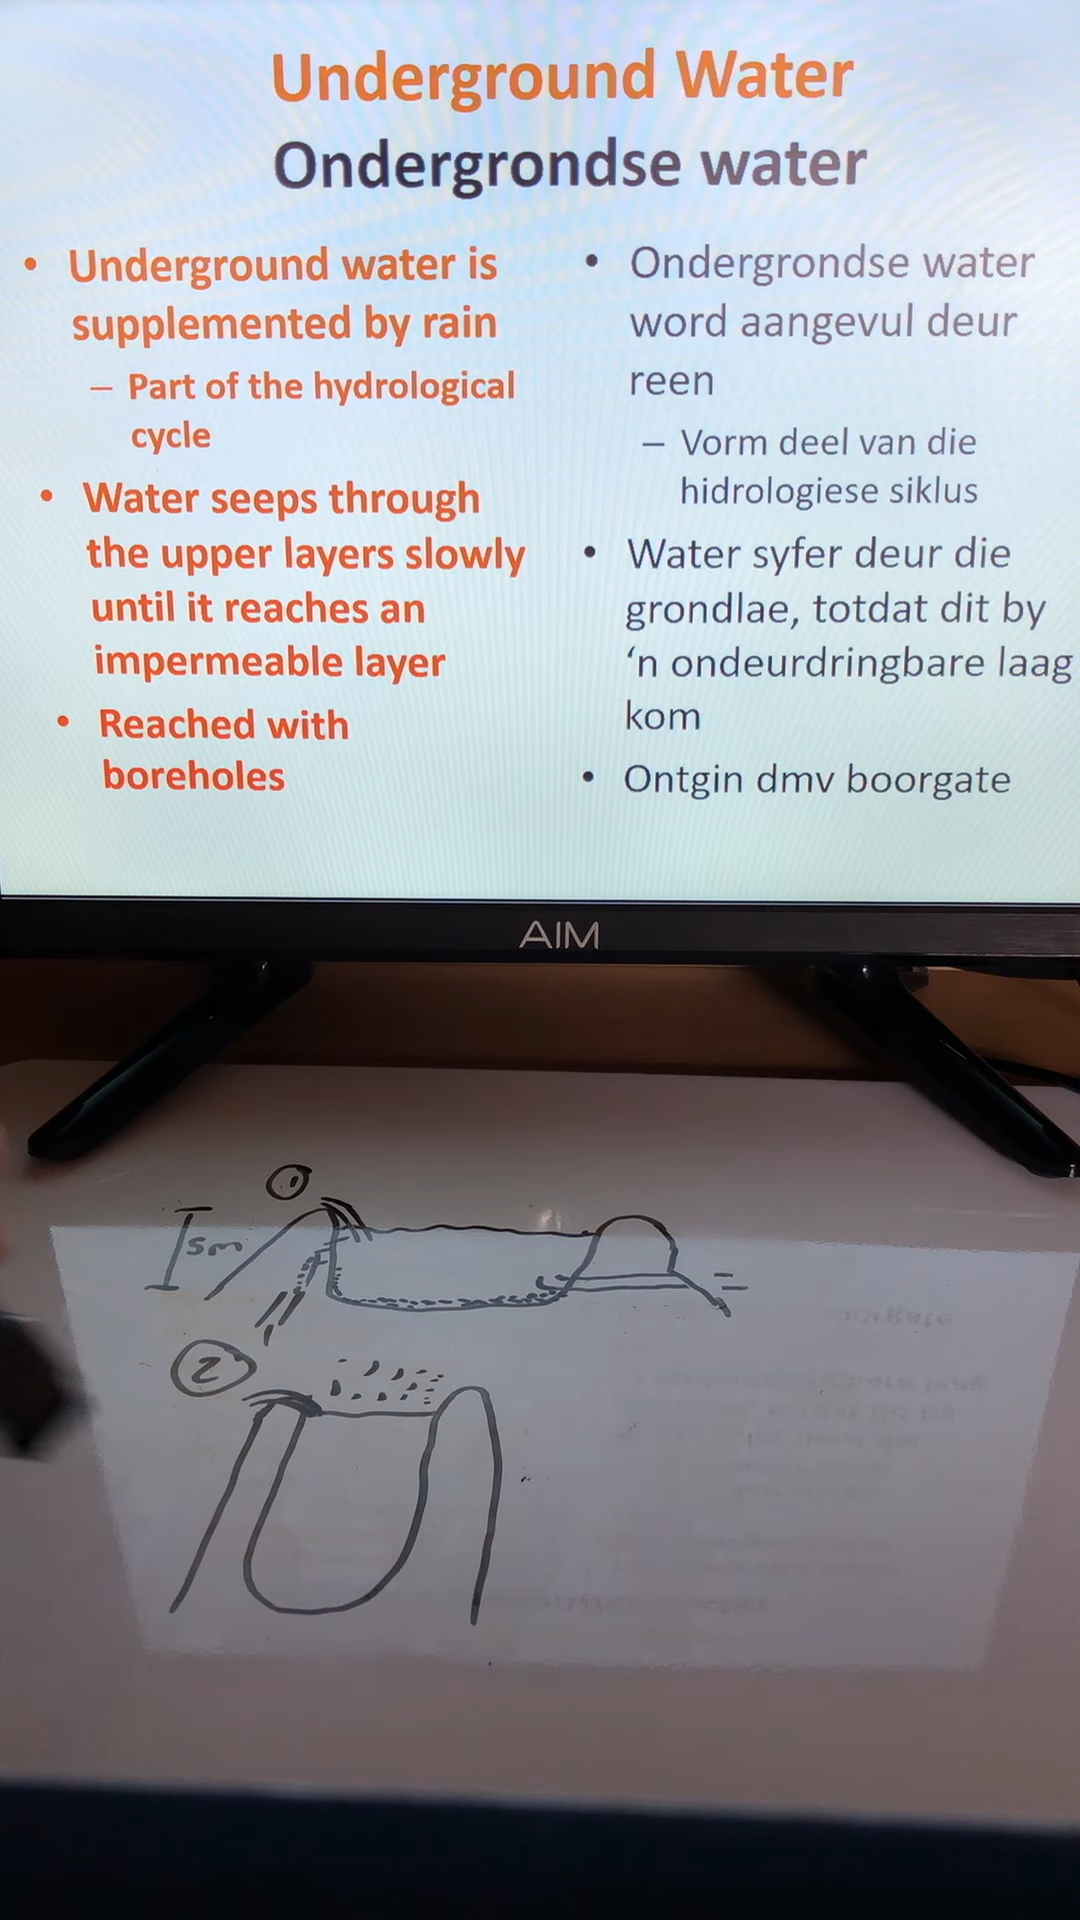 Underground Water
Ondergrondse water
• Underground water is
supplemented by rain
– Part of the hydrological
cycle
• Water seeps through
the upper layers slowly
until it reaches an
impermeable layer
• Reached with
boreholes
• Ondergrondse water
word aangevul deur
reen
– Vorm deel van die
hidrologiese siklus
• Water syfer deur die
grondlae, totdat dit by
‘n ondeurdringbare laag
kom
• Ontgin dmv boorgate
AIM
1
5m
2